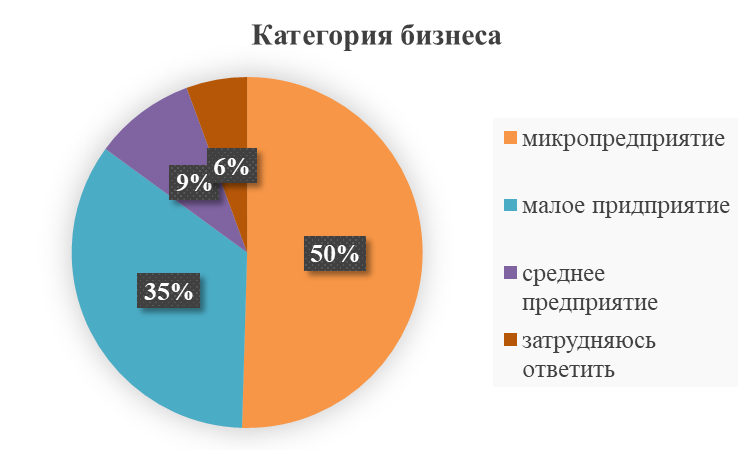 Категория бизнеса
6%
9%
50%
35%
микропредприятие
малое придприятие
среднее
предприятие
затрудняюсь
ответить